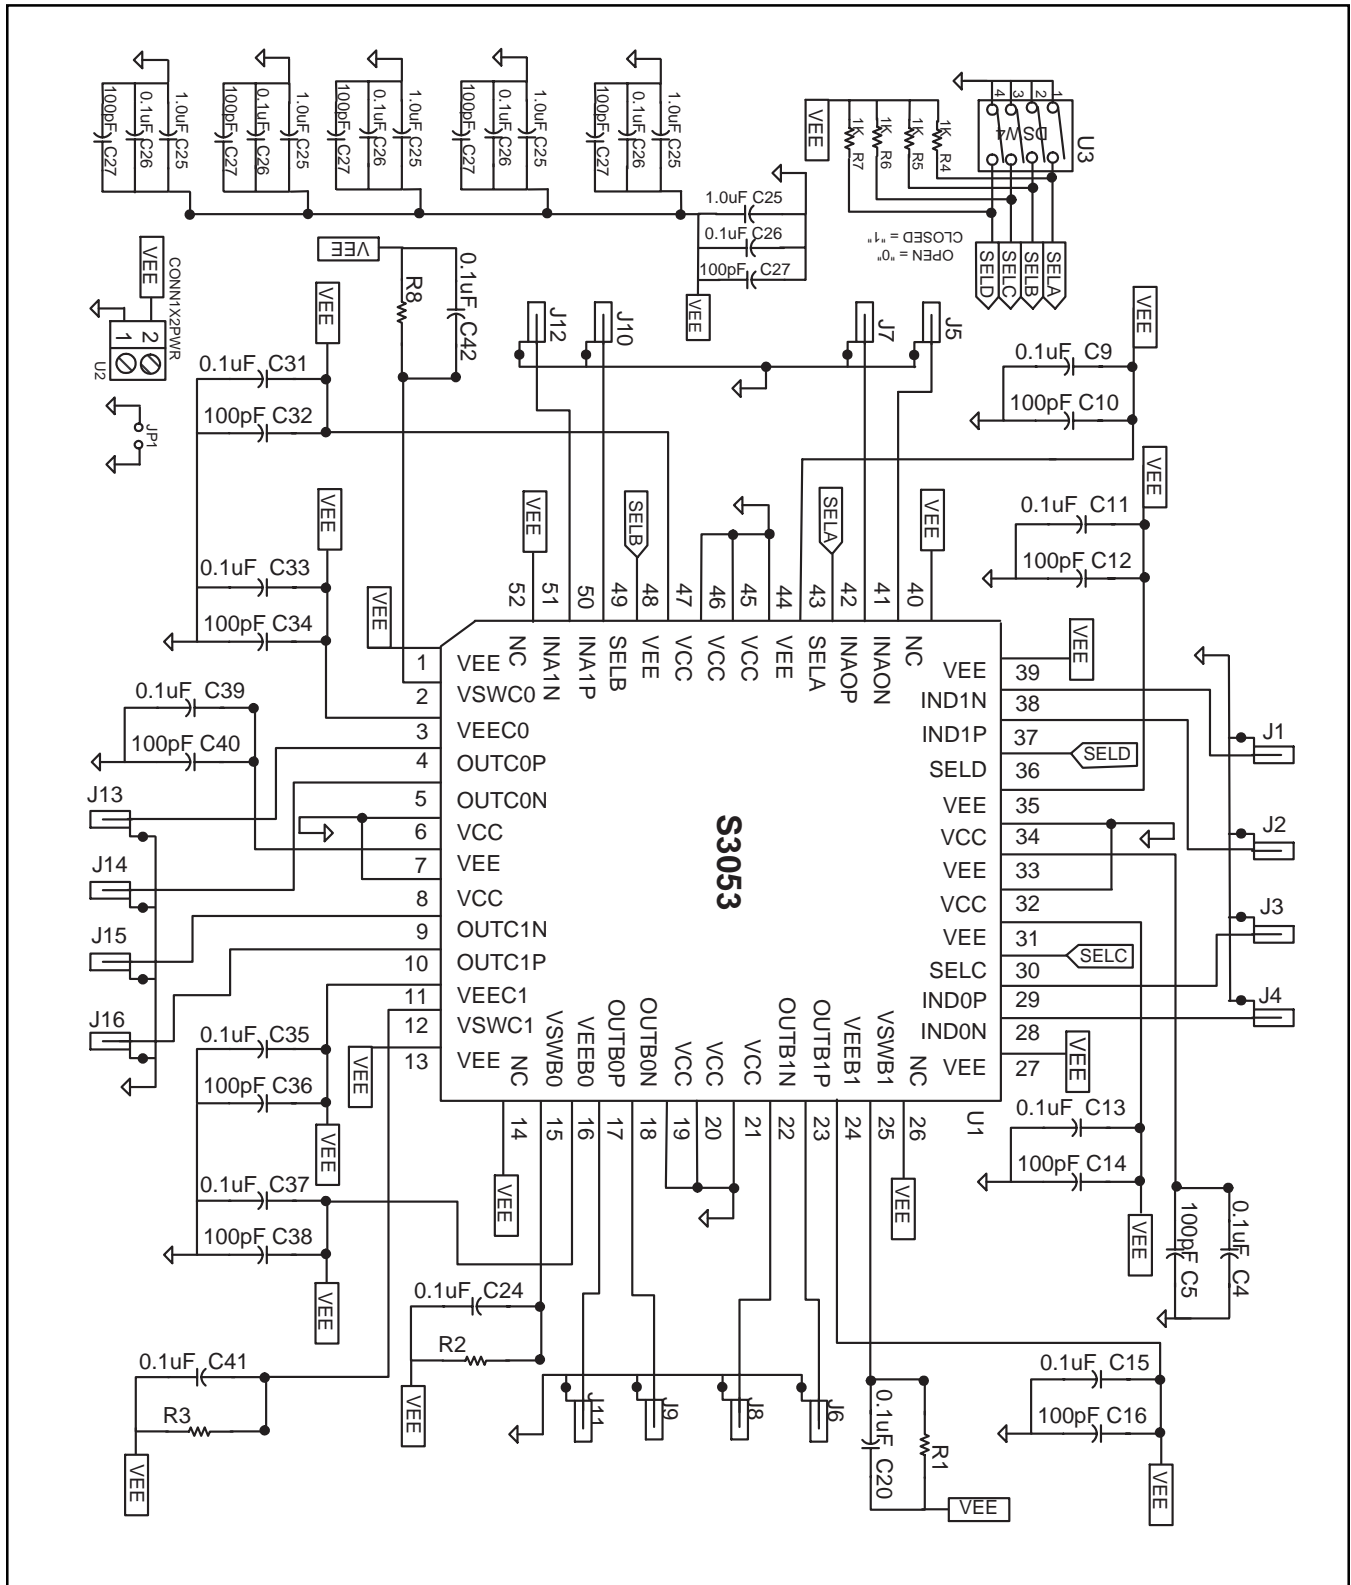 1.0uF C25
0.1uF C26
100pF C27
1.0uF C25
0.1uF C26
100pF C27
1.0uF C25
0.1uF C26
100pF C27
1.0uF C25
0.1uF C26
100pF C27
1.0uF C25
0.1uF C26
100pF C27
VEE
1K R7
1K R6
1K R5
1K R4
4
3
2
1
DSW4
U3
OPEN = "0"
CLOSED = "1"
SELD
SELC
SELB
SELA
1.0uF C25
0.1uF C26
100pF C27
VEE
CONN1X2PWR
VEE
1
2
U2
JP1
VEE
R8
0.1uF C42
VEE
0.1uF C31
100pF C32
VEE
0.1uF C33
100pF C34
J12
J10
J7
J5
VEE
0.1uF C9
100pF C10
VEE
0.1uF C11
100pF C12
VEE
SELB
SELA
VEE
52
51
50
49
48
47
46
45
44
43
42
41
40
NC
INA1N
INA1P
SELB
VEE
VCC
VCC
VCC
VEE
SELA
INAOP
INAON
NC
VEE
1
VEE
2
VSWC0
3
VEEC0
4
OUTC0P
5
OUTC0N
6
VCC
7
VEE
8
VCC
9
OUTC1N
10
OUTC1P
11
VEEC1
12
VSWC1
13
VEE
VEE
S3053
VEE
VEE
39
IND1N
38
IND1P
37
SELD
SELD
36
VEE
35
VCC
34
VEE
33
VCC
32
VEE
31
SELC
SELC
30
IND0P
29
IND0N
28
VEE
27
VEE
0.1uF C39
100pF C40
J13
J14
J15
J16
J1
J2
J3
J4
NC
VSWB0
VEEB0
OUTB0P
OUTB0N
VCC
VCC
VCC
OUTB1N
OUTB1P
VEEB1
VSWB1
NC
U1
14
15
16
17
18
19
20
21
22
23
24
25
26
VEE
VEE
0.1uF C35
100pF C36
VEE
0.1uF C37
100pF C38
VEE
0.1uF C13
100pF C14
VEE
100pF C5
0.1uF C4
0.1uF C24
R2
VEE
0.1uF C41
R3
VEE
J11
J9
J8
J6
0.1uF C20
R1
VEE
0.1uF C15
100pF C16
VEE